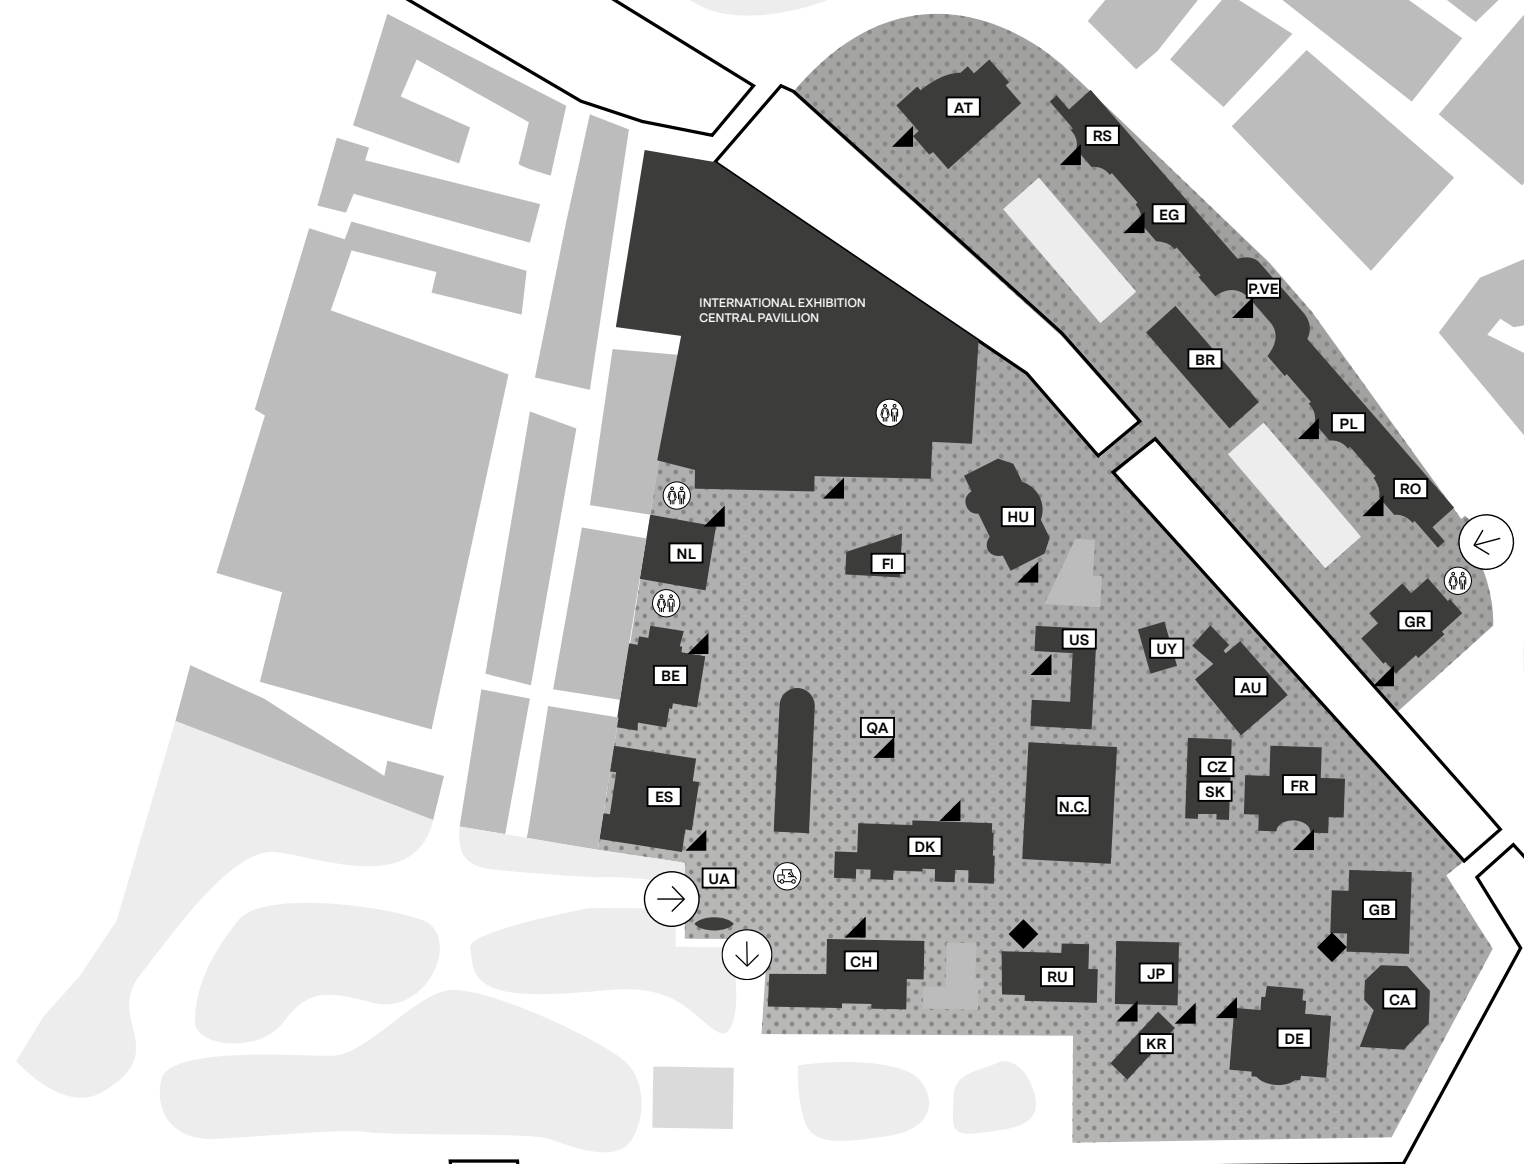 AT
RS
EG
P.VE
INTERNATIONAL EXHIBITION
CENTRAL PAVILLION
BR
PL
RO
HU
NL
FI
GR
US
UY
BE
AU
QA
CZ
SK
FR
ES
N.C.
DK
UA
GB
CH
RU
JP
CA
DE
KR